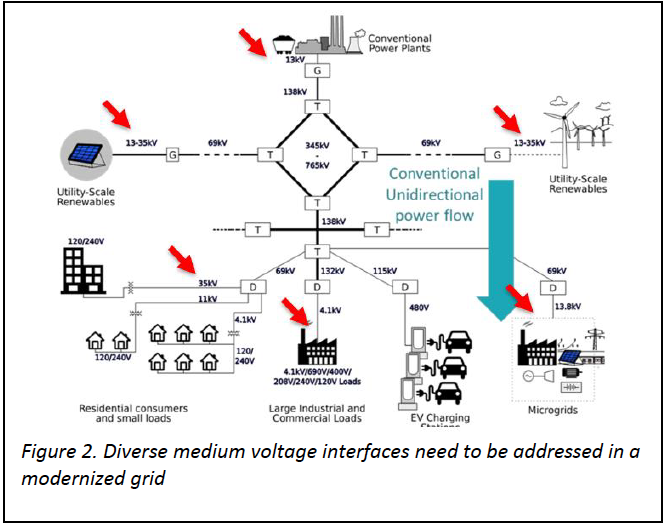 Conventional
Power Plants
13kV
G
138kV
T
13-35kV
G
69kV
T
345kV
-
765kV
T
69kV
G
13-35kV
Utility-Scale
Renewables
Utility-Scale
Renewables
T
Conventional
Unidirectional
power flow
T
138kV
T
T
120/240V
69kV
132kV
115kV
69kV
35kV
D
D
D
D
11kV
4.1kV
4.1kV
480V
13.8kV
120/240V
120/
240V
4.1kV/690V/400V/
208V/240V/120V Loads
Residential consumers
and small loads
Large Industrial and
Commercial Loads
EV Charging
Stations
Microgrids
Figure 2. Diverse medium voltage interfaces need to be addressed in a
modernized grid